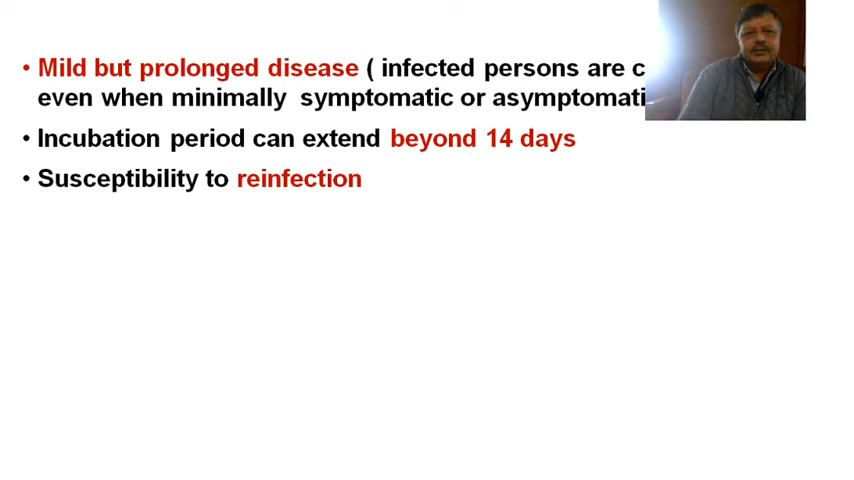 • Mild but prolonged disease ( infected persons are
even when minimally symptomatic or
• Incubation period can extend beyond 14 days
• Susceptibility to reinfection